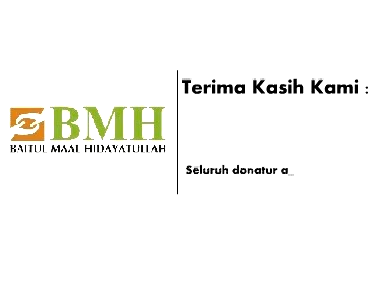 BMH
BAITUL MAAL HIDAYATULLAH
Terima Kasih Kami :
Seluruh donatur a_